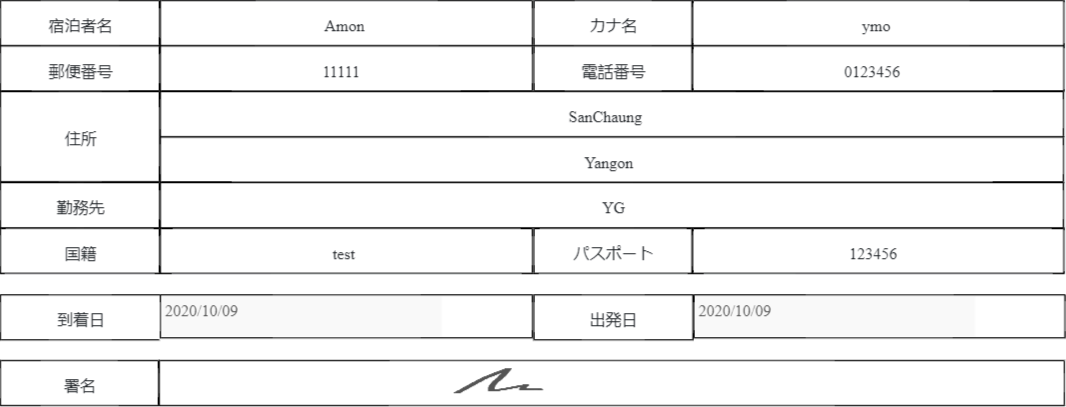 宿泊者名 Amon カナ名 ymo
郵便番号 11111 電話番号 0123456
住所 SanChaung
Yangon
勤務先 YG
国籍 test パスポート 123456
到着日 2020/10/09 出発日 2020/10/09
署名